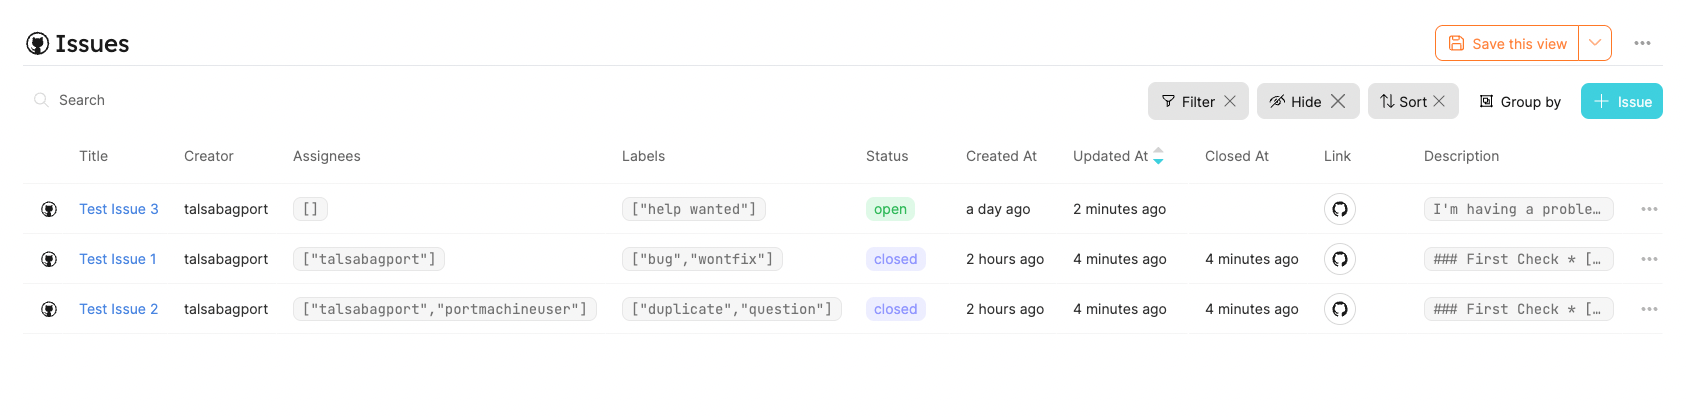 Issues
Save this view
Search
Filter Hide Sort Group by Issue
Title Creator Assignees Labels Status Created At Updated At Closed At Link Description
Test Issue 3 talsabagport [] ["help wanted"] open a day ago 2 minutes ago I'm having a proble…
Test Issue 1 talsabagport ["talsabagport"] ["bug","wontfix"] closed 2 hours ago 4 minutes ago 4 minutes ago ### First Check * […
Test Issue 2 talsabagport ["talsabagport","portmachineuser"] ["duplicate","question"] closed 2 hours ago 4 minutes ago 4 minutes ago ### First Check * […